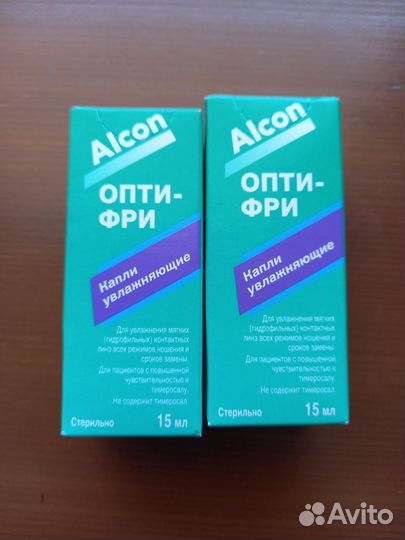 Alcon
ОПТИ-
ФРИ
Капли
увлажняющие
Для увлажнения мягких
(гидрофильных) контактных
линз всех режимов ношения и
сроков замены.
Для пациентов с повышенной
чувствительностью к
тимеросалу.
Не содержит тимеросал.
Стерильно 15 мл
Alcon
ОПТИ-
ФРИ
Капли
увлажняющие
Для увлажнения мягких
(гидрофильных) контактных
линз всех режимов ношения и
сроков замены.
Для пациентов с повышенной
чувствительностью к
тимеросалу.
Не содержит тимеросал.
Стерильно 15 мл
Avito